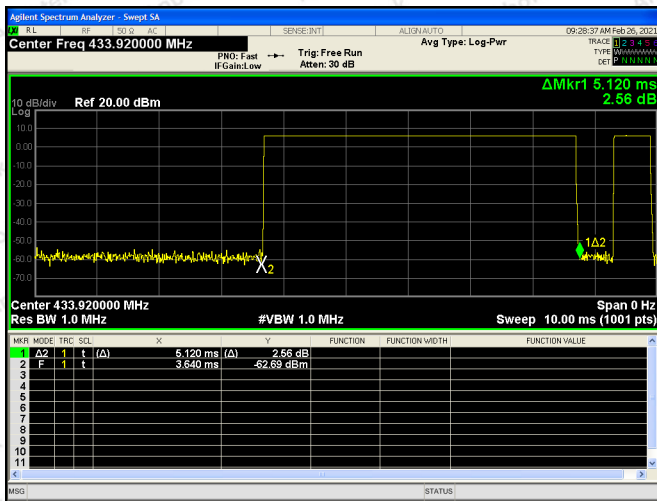 Agilent Spectrum Analyzer - Swept SA
RL RF 50 Ω AC SENSE:INT ALIGNAUTO 09:28:37 AM Feb 26, 2021
Center Freq 433.920000 MHz Avg Type: Log-Pwr TRACE 1 2 3 4 5 6
PNO: Fast Trig: Free Run TYPE
IFGain:Low Atten: 30 dB DET P N N N N
ΔMkr1 5.120 ms
10 dB/div Ref 20.00 dBm 2.56 dB
Log
10.0
0.00
-10.0
-20.0
-30.0
-40.0
-50.0
1Δ2
-60.0
X2
-70.0
Center 433.920000 MHz Span 0 Hz
Res BW 1.0 MHz #VBW 1.0 MHz Sweep 10.00 ms (1001 pts)
MKR MODE TRC SCL X Y FUNCTION FUNCTION WIDTH FUNCTION VALUE
1 Δ2 1 t (Δ) 5.120 ms (Δ) 2.56 dB
2 F 1 t 3.640 ms -62.69 dBm
3
4
5
6
7
8
9
10
11
MSG STATUS